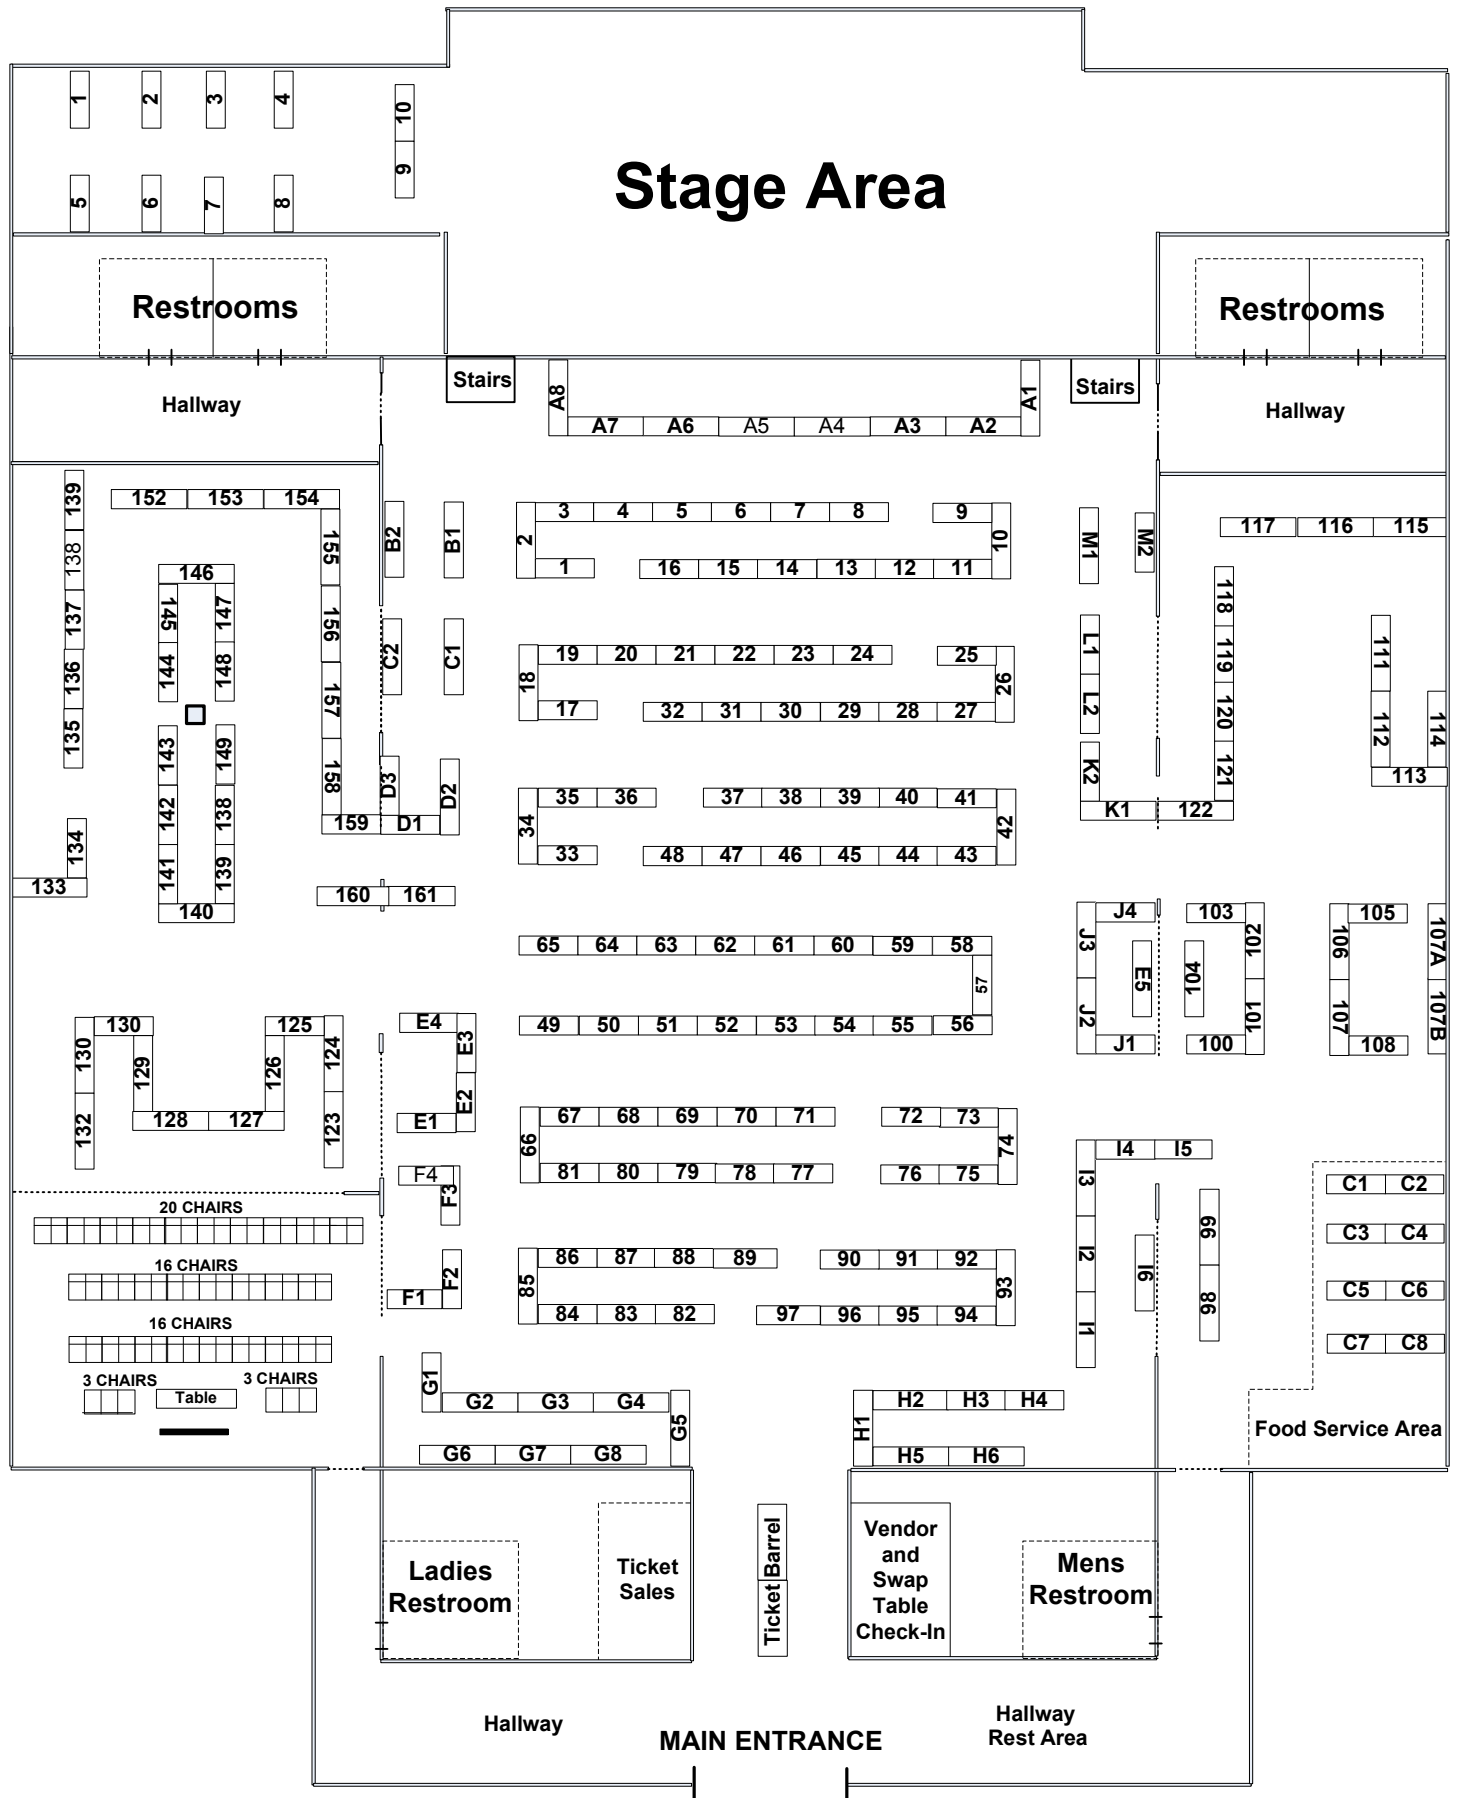 1 2 3 4 10
9
Stage Area
5 6 7 8
Restrooms Restrooms
Stairs Stairs
Hallway Hallway
A8 A7 A6 A5 A4 A3 A2 A1
139 152 153 154 B2 B1 2 3 4 5 6 7 8 9 10 M1 M2 117 116 115
138 155 1 16 15 14 13 12 11
146 118
137 145 147 156 C2 C1 L1 119 111
136 144 148 18 19 20 21 22 23 24 25 26
157 17 32 31 30 29 28 27 L2 120 112 114
135 143 149 158 D3 D2 K2 121 113
142 138 34 35 36 37 38 39 40 41 42
159 D1 K1 122
134 141 139 33 48 47 46 45 44 43
133 160 161
140 J4 103 105
65 64 63 62 61 60 59 58 J3 102 106 107A
57 E5 104
130 125 E4 E3 49 50 51 52 53 54 55 56 J2 101 107 107B
130 129 126 124 J1 100 108
132 128 127 123 E1 E2 66 67 68 69 70 71 72 73 74
I4 I5
F4 F3 81 80 79 78 77 76 75 I3 C1 C2
20 CHAIRS
99 C3 C4
16 CHAIRS F2 85 86 87 88 89 90 91 92 93 I2 I6
F1 84 83 82 97 96 95 94 98 C5 C6
16 CHAIRS I1 C7 C8
3 CHAIRS Table 3 CHAIRS G1 G2 G3 G4 G5 H1 H2 H3 H4
Food Service Area
G6 G7 G8 H5 H6
Ladies
Restroom
Ticket
Sales
Ticket Barrel
Vendor
and
Swap
Table
Check-In
Mens
Restroom
Hallway
MAIN ENTRANCE
Hallway
Rest Area